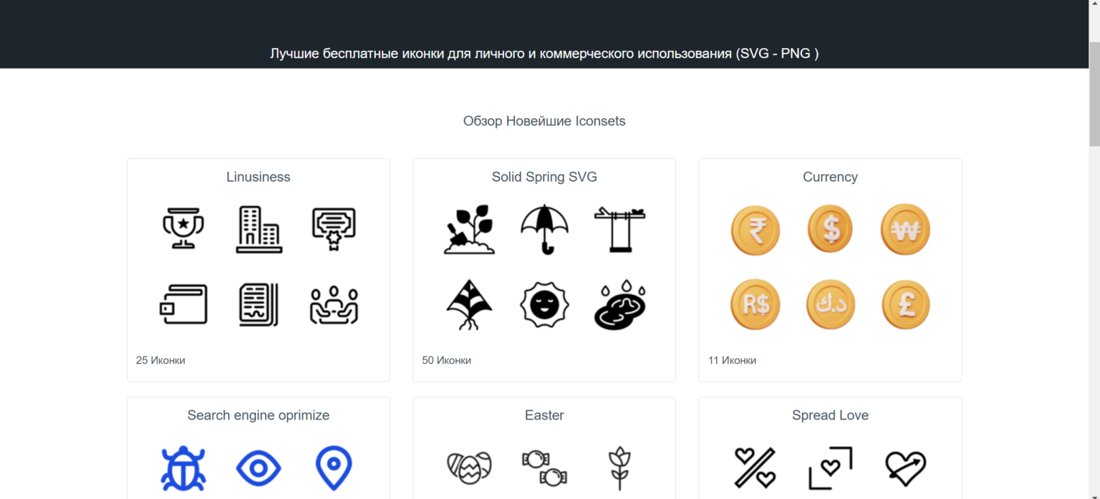 Лучшие бесплатные иконки для личного и коммерческого использования (SVG - PNG )
Обзор Новейшие Iconsets
Linusiness
Solid Spring SVG
Currency
₹
$
₩
R$
د.ك
£
25 Иконки
50 Иконки
11 Иконки
Search engine oprimize
Easter
Spread Love